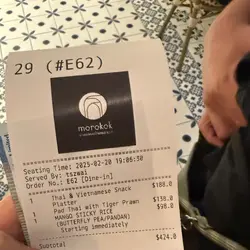 29 (#E62)
morokok
Seating Time: 2025-02-20 19:06:30
Served By: tszwai
Order No.: E62 [Dine-in]
1 Thai & Vietnamese Snack $188.0
Platter
1 Pad Thai with Tiger Prawn $138.0
1 MANGO STICKY RICE $98.0
(BUTTERFLY PEA/PANDAN)
Starting immediately
Subtotal $424.0